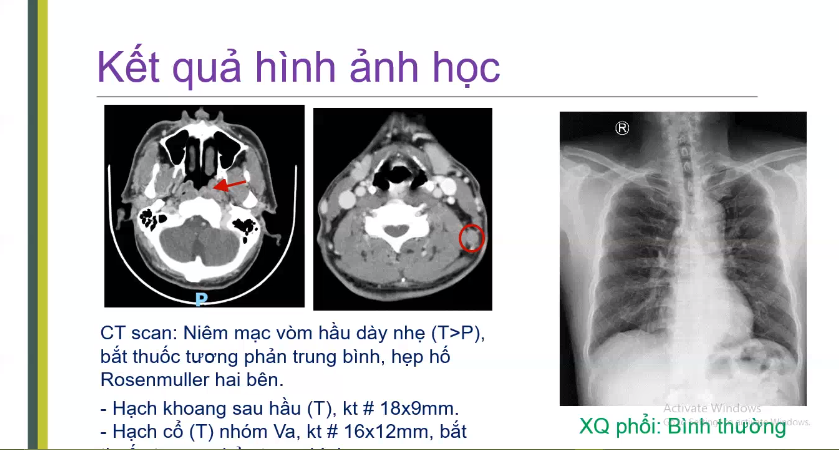 Kết quả hình ảnh học
R
P
CT scan: Niêm mạc vòm hầu dày nhẹ (T>P),
bắt thuốc tương phản trung bình, hẹp hố
Rosenmuller hai bên.
- Hạch khoang sau hầu (T), kt # 18x9mm.
- Hạch cổ (T) nhóm Va, kt # 16x12mm, bắt
Activate Windows
XQ phổi: Bình thường